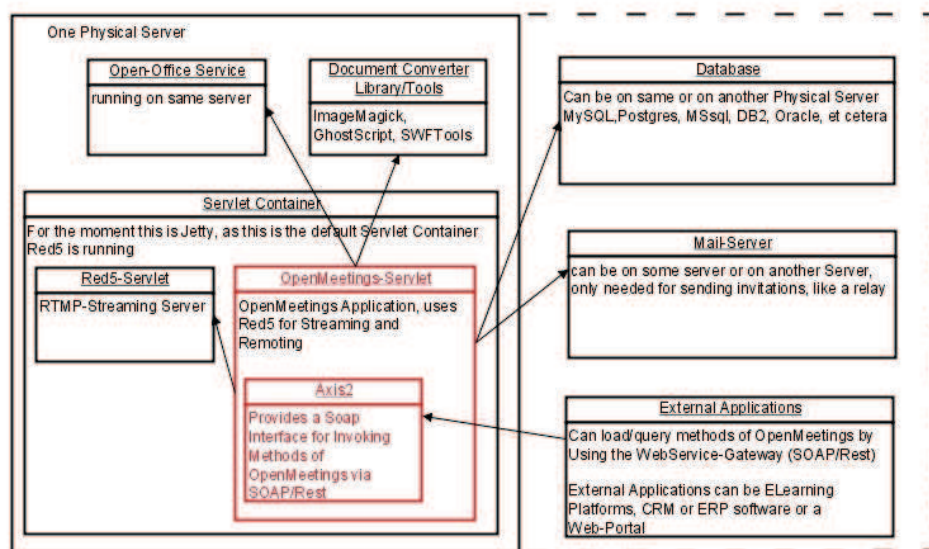 One Physical Server
Open-Office Service
running on same server
Document Converter
Library/Tools
ImageMagick,
GhostScript, SWFTools
Database
Can be on same or on another Physical Server
MySQL,Postgres, MSsql, DB2, Oracle, et cetera
Servlet Container
For the moment this is Jetty, as this is the default Servlet Container
Red5 is running
Red5-Servlet
RTMP-Streaming Server
OpenMeetings-Servlet
OpenMeetings Application, uses
Red5 for Streaming and
Remoting
Axis2
Provides a Soap
Interface for Invoking
Methods of
OpenMeetings via
SOAP/Rest
Mail-Server
can be on some server or on another Server,
only needed for sending invitations, like a relay
External Applications
Can load/query methods of OpenMeetings by
Using the WebService-Gateway (SOAP/Rest)
External Applications can be ELearning
Platforms, CRM or ERP software or a
Web-Portal